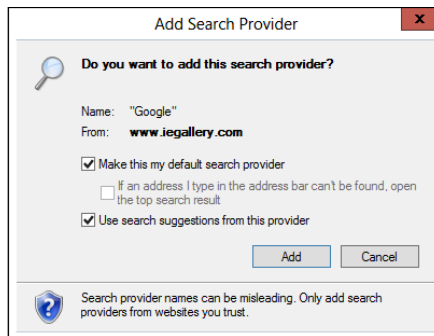 Add Search Provider
x
Do you want to add this search provider?
Name: "Google"
From: www.iegallery.com
Make this my default search provider
If an address I type in the address bar can't be found, open
the top search result
Use search suggestions from this provider
Add Cancel
Search provider names can be misleading. Only add search
providers from websites you trust.